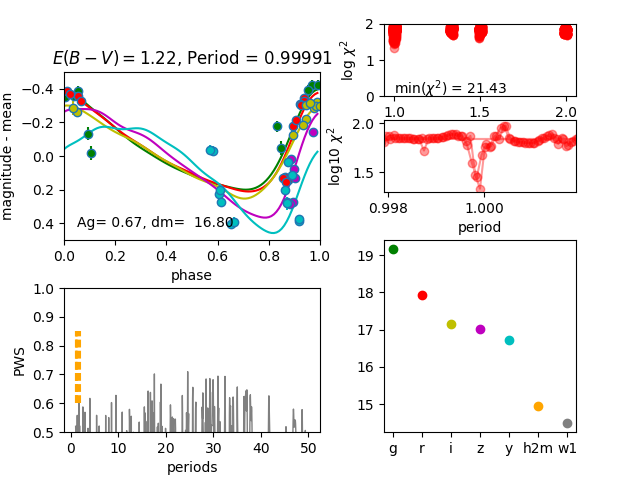 E(B − V) = 1.22, Period = 0.99991
−0.4
−0.2
0.0
0.2
0.4
magnitude - mean
Ag= 0.67, dm=  16.80
0.0 0.2 0.4 0.6 0.8 1.0
phase
2
1
0
log χ²
min(χ²) = 21.43
1.0 1.5 2.0
2.0
1.5
log10 χ²
0.998 1.000
period
1.0
0.9
0.8
0.7
0.6
0.5
PWS
0 10 20 30 40 50
periods
19
18
17
16
15
g r i z y h2m w1